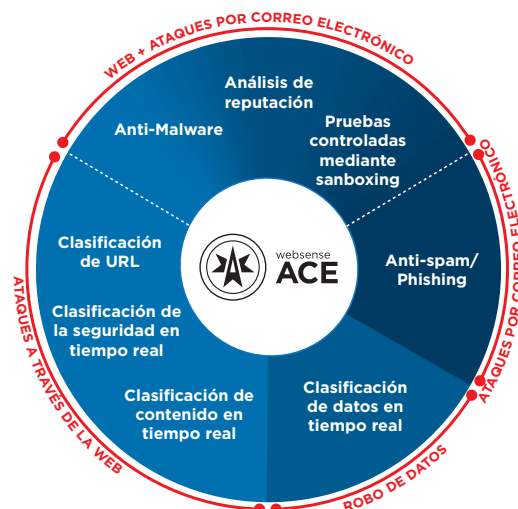 WEB + ATAQUES POR CORREO ELECTRÓNICO
Análisis de
reputación
Anti-Malware
Pruebas
controladas
mediante
sanboxing
Clasificación
de URL
websense
ACE
Anti-spam/
Phishing
ATAQUES POR CORREO ELECTRÓNICO
Clasificación de
la seguridad en
tiempo real
Clasificación de
contenido en
tiempo real
Clasificación
de datos en
tiempo real
ATAQUES A TRAVÉS DE LA WEB
ROBO DE DATOS